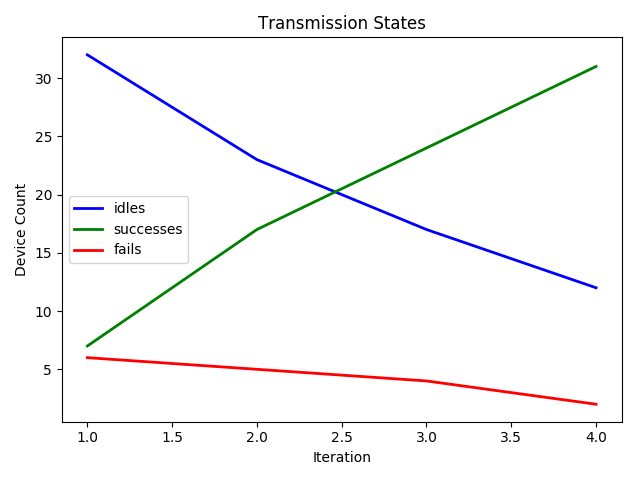 Transmission States
30
25
20
15
10
5
Device Count
idles
successes
fails
1.0 1.5 2.0 2.5 3.0 3.5 4.0
Iteration